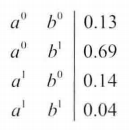 a⁰ b⁰ 0.13
a⁰ b¹ 0.69
a¹ b⁰ 0.14
a¹ b¹ 0.04